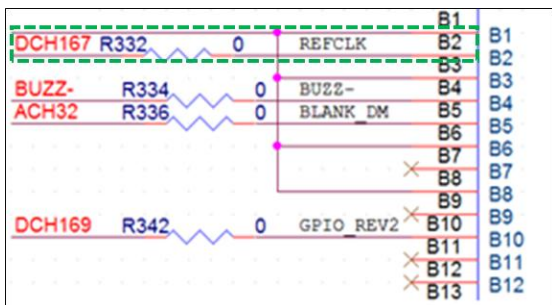 B1
B1
DCH167 R332 0 REFCLK B2
B2
B3
B3
BUZZ- R334 0 BUZZ- B4
B4
ACH32 R336 0 BLANK_DM B5
B5
B6
B6
B7
B7
B8
B8
B9
B9
DCH169 R342 0 GPIO_REV2 B10
B10
B11
B11
B12
B12
B13